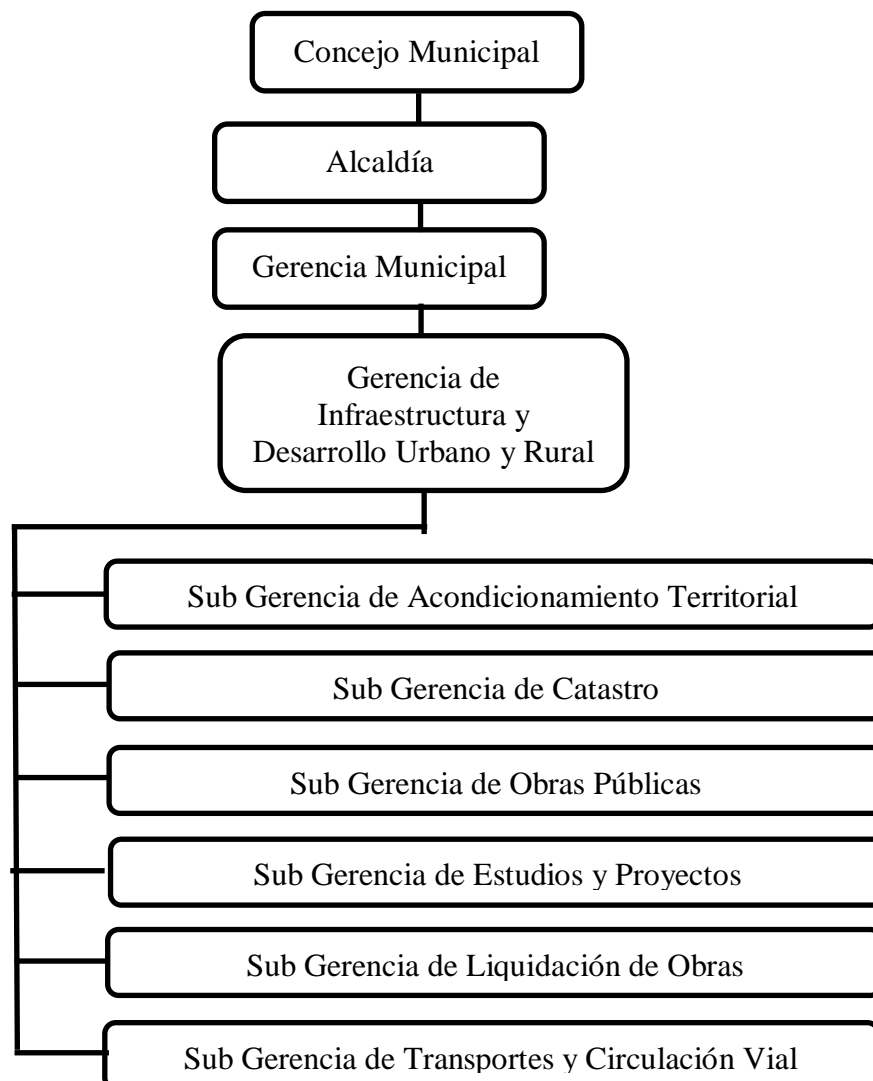 Concejo Municipal
Alcaldía
Gerencia Municipal
Gerencia de
Infraestructura y
Desarrollo Urbano y Rural
Sub Gerencia de Acondicionamiento Territorial
Sub Gerencia de Catastro
Sub Gerencia de Obras Públicas
Sub Gerencia de Estudios y Proyectos
Sub Gerencia de Liquidación de Obras
Sub Gerencia de Transportes y Circulación Vial